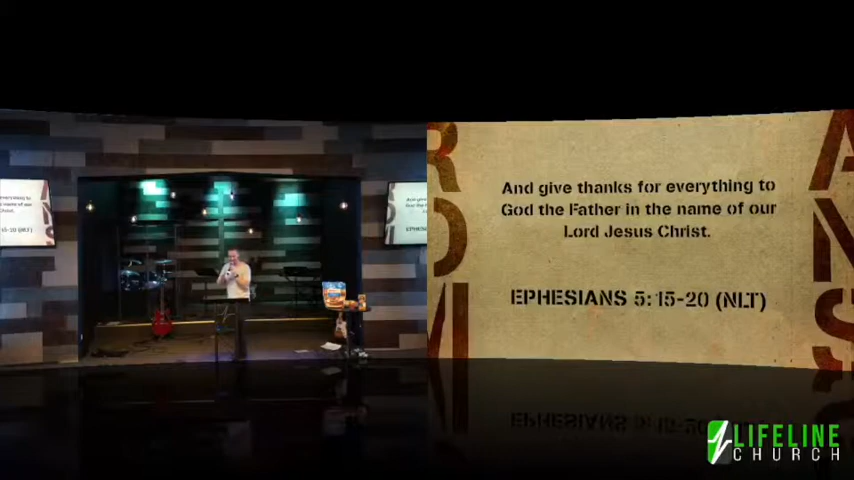 And give thanks for everything to
God the Father in the name of our
Lord Jesus Christ.
EPHESIANS 5:15-20 (NLT)
LIFELINE
CHURCH